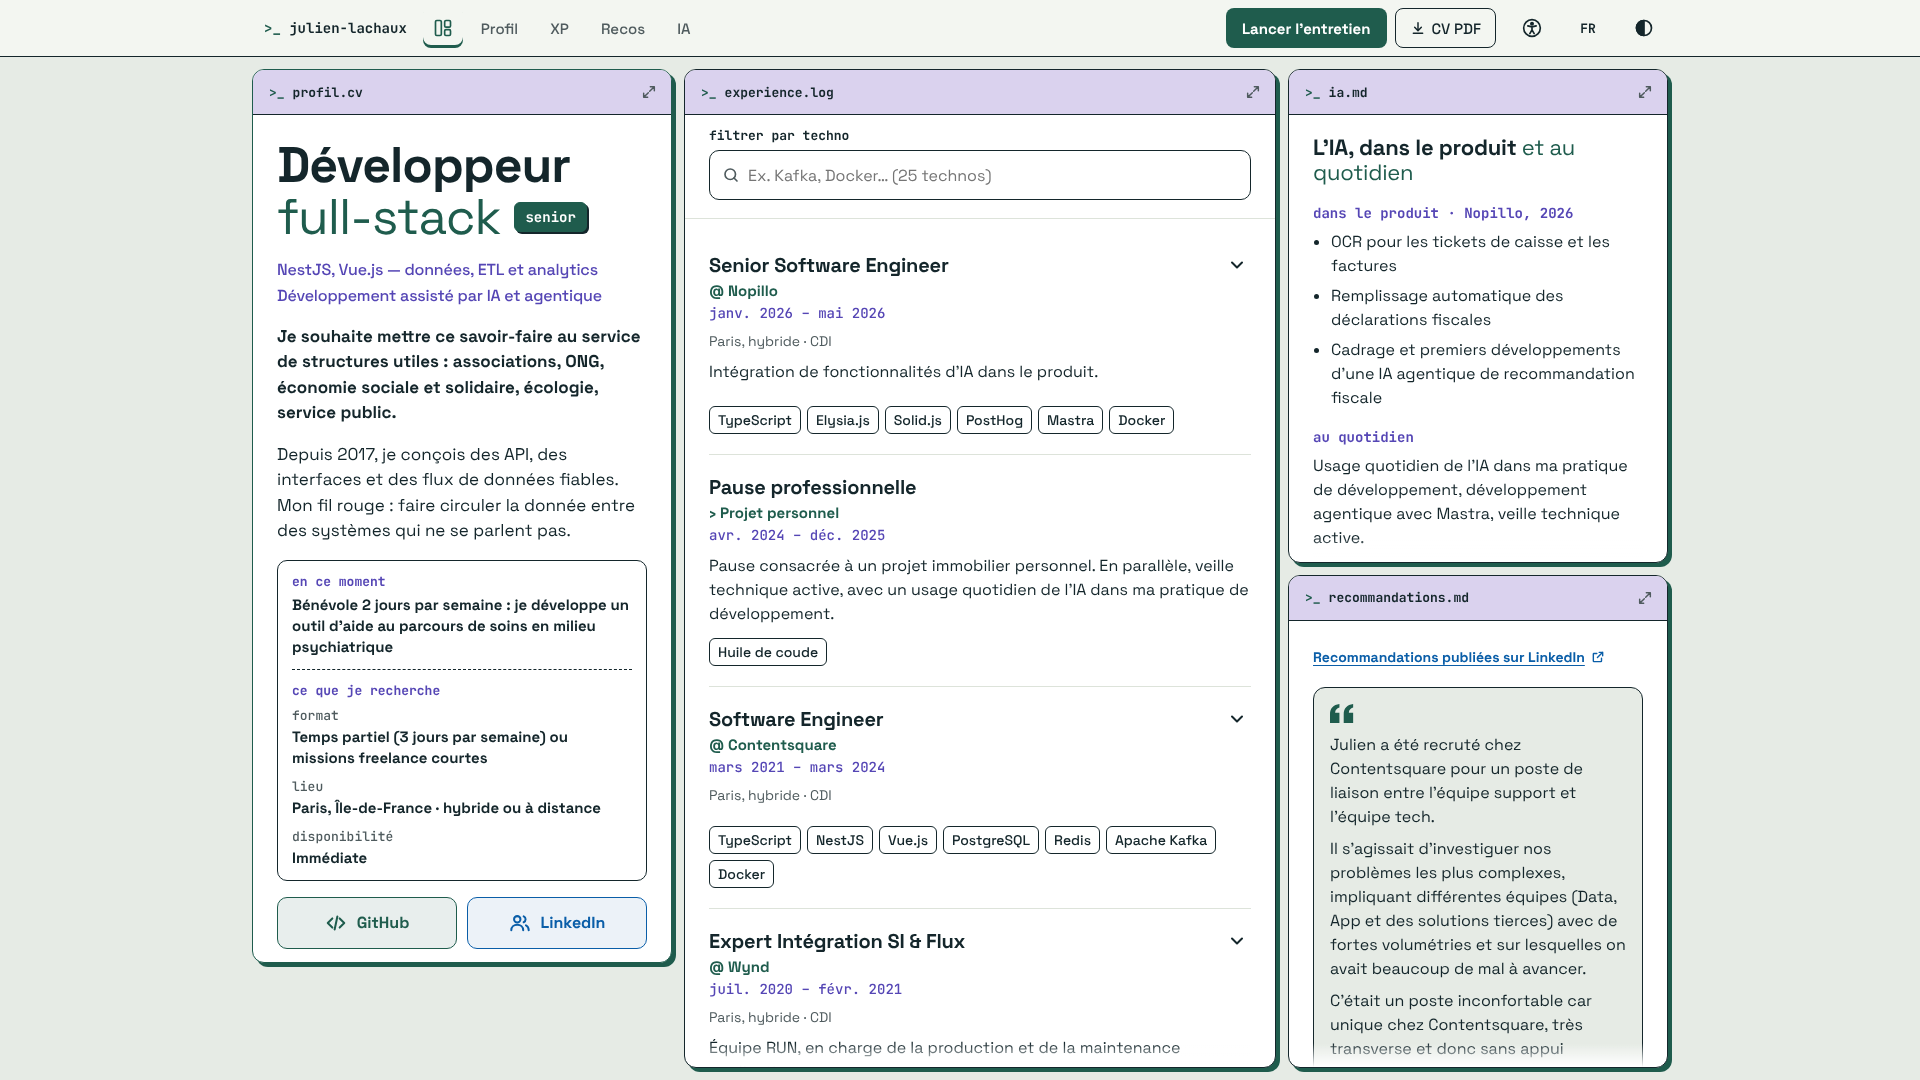 >_ julien-lachaux
Profil
XP
Recos
IA
Lancer l'entretien
CV PDF
FR
>_ profil.cv
Développeur
full-stack senior
NestJS, Vue.js — données, ETL et analytics
Développement assisté par IA et agentique
Je souhaite mettre ce savoir-faire au service
de structures utiles : associations, ONG,
économie sociale et solidaire, écologie,
service public.
Depuis 2017, je conçois des API, des
interfaces et des flux de données fiables.
Mon fil rouge : faire circuler la donnée entre
des systèmes qui ne se parlent pas.
en ce moment
Bénévole 2 jours par semaine : je développe un
outil d'aide au parcours de soins en milieu
psychiatrique
ce que je recherche
format
Temps partiel (3 jours par semaine) ou
missions freelance courtes
lieu
Paris, Île-de-France · hybride ou à distance
disponibilité
Immédiate
GitHub
LinkedIn
>_ experience.log
filtrer par techno
Ex. Kafka, Docker… (25 technos)
Senior Software Engineer
@ Nopillo
janv. 2026 – mai 2026
Paris, hybride · CDI
Intégration de fonctionnalités d'IA dans le produit.
TypeScript
Elysia.js
Solid.js
PostHog
Mastra
Docker
Pause professionnelle
> Projet personnel
avr. 2024 – déc. 2025
Pause consacrée à un projet immobilier personnel. En parallèle, veille
technique active, avec un usage quotidien de l'IA dans ma pratique de
développement.
Huile de coude
Software Engineer
@ Contentsquare
mars 2021 – mars 2024
Paris, hybride · CDI
TypeScript
NestJS
Vue.js
PostgreSQL
Redis
Apache Kafka
Docker
Expert Intégration SI & Flux
@ Wynd
juil. 2020 – févr. 2021
Paris, hybride · CDI
Équipe RUN, en charge de la production et de la maintenance
>_ ia.md
L'IA, dans le produit et au
quotidien
dans le produit · Nopillo, 2026
• OCR pour les tickets de caisse et les
factures
• Remplissage automatique des
déclarations fiscales
• Cadrage et premiers développements
d'une IA agentique de recommandation
fiscale
au quotidien
Usage quotidien de l'IA dans ma pratique
de développement, développement
agentique avec Mastra, veille technique
active.
>_ recommandations.md
Recommandations publiées sur LinkedIn
Julien a été recruté chez
Contentsquare pour un poste de
liaison entre l'équipe support et
l'équipe tech.
Il s'agissait d'investiguer nos
problèmes les plus complexes,
impliquant différentes équipes (Data,
App et des solutions tierces) avec de
fortes volumétries et sur lesquelles on
avait beaucoup de mal à avancer.
C'était un poste inconfortable car
unique chez Contentsquare, très
transverse et donc sans appui